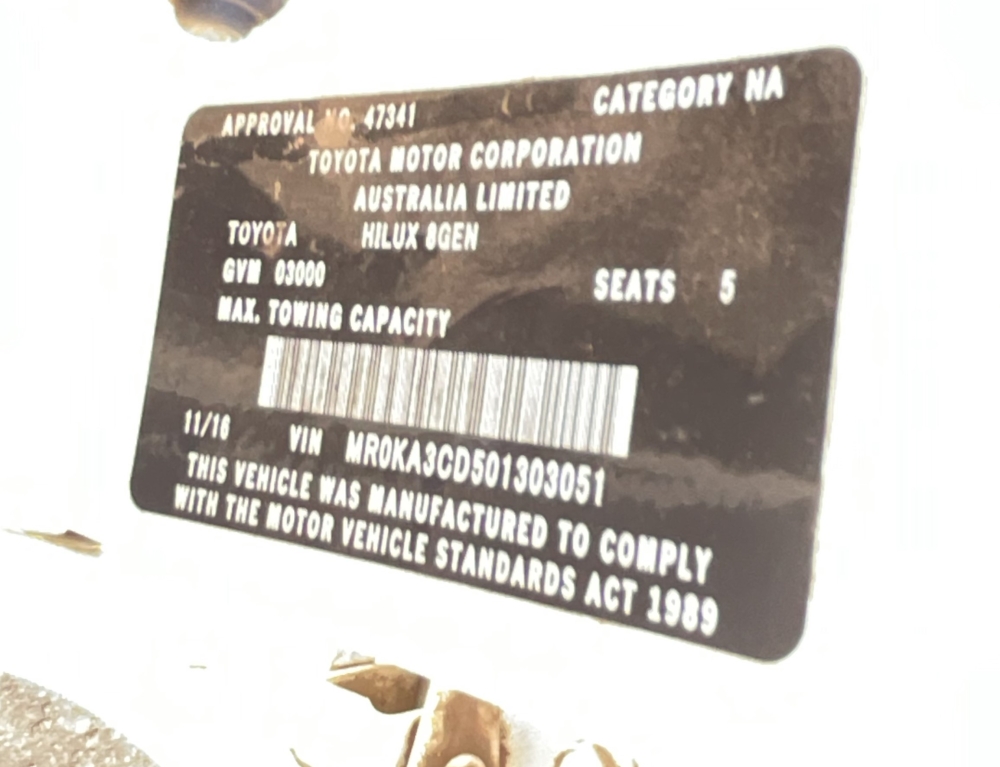 APPROVAL NO. 47341 CATEGORY NA
TOYOTA MOTOR CORPORATION
AUSTRALIA LIMITED
TOYOTA HILUX 8GEN
GVM 03000 SEATS 5
MAX. TOWING CAPACITY
11/16 VIN MR0KA3CD501303051
THIS VEHICLE WAS MANUFACTURED TO COMPLY
WITH THE MOTOR VEHICLE STANDARDS ACT 1989